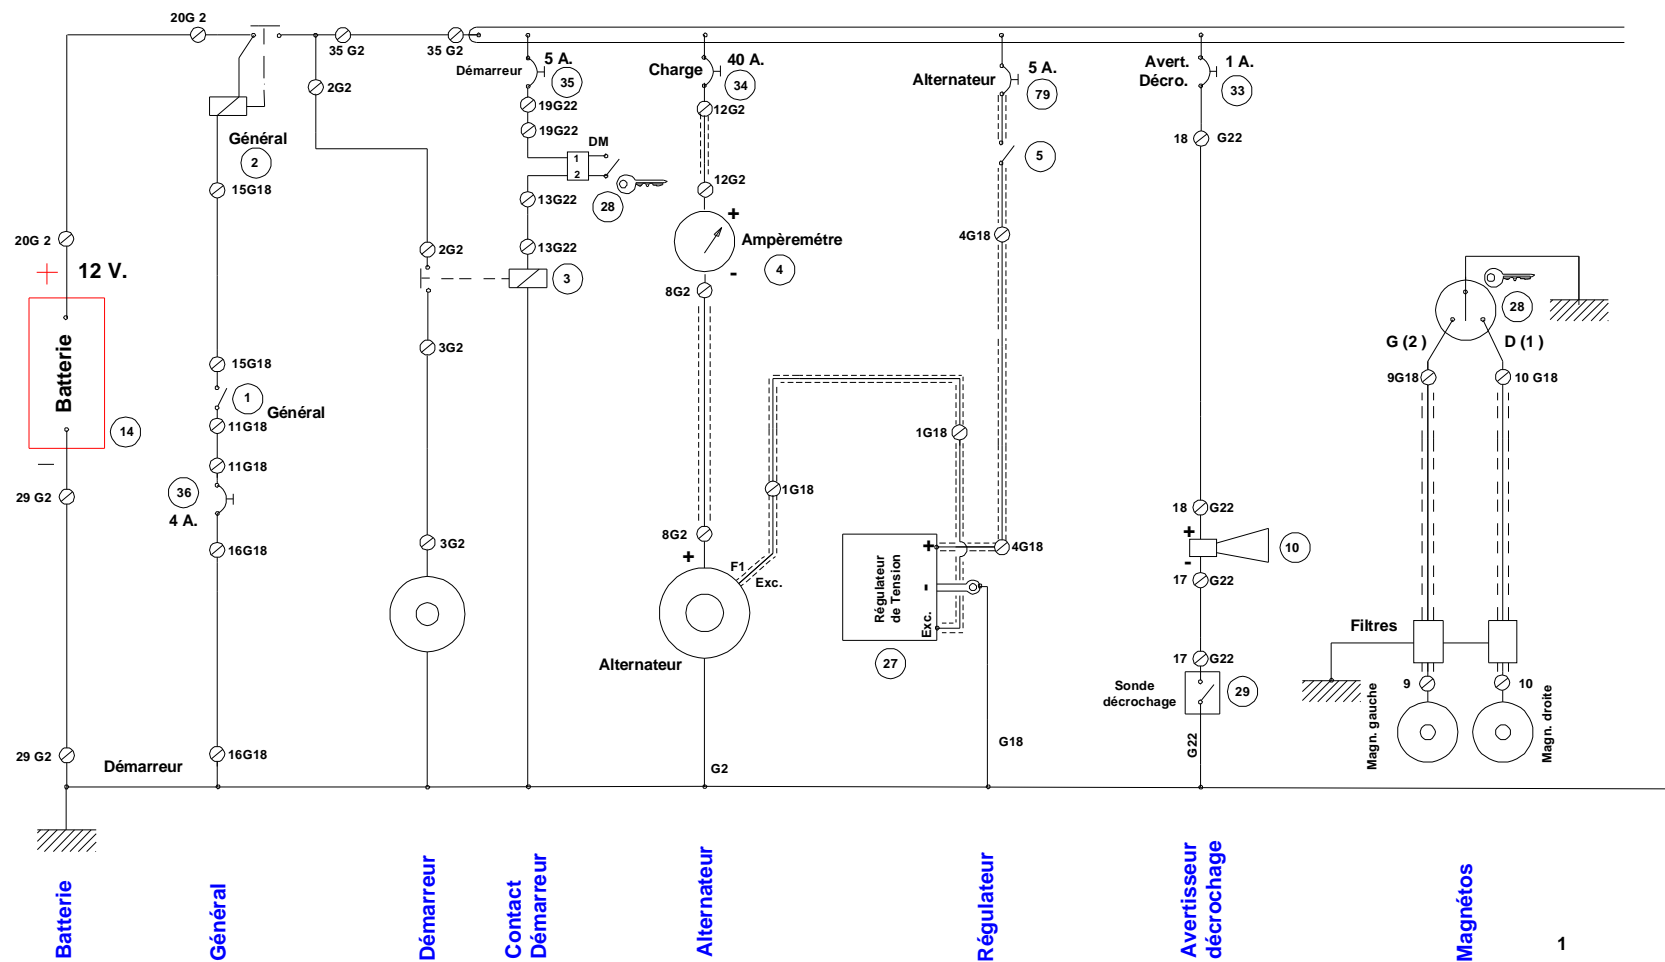 20G 2
35 G2
35 G2
2G2
Général
2
15G18
20G 2
+ 12 V.
Batterie
14
—
29 G2
29 G2
15G18
1
Général
11G18
11G18
36
4 A.
16G18
16G18
Démarreur
2G2
3G2
3G2
5 A.
Démarreur
35
19G22
19G22
DM
1
2
28
13G22
13G22
3
40 A.
Charge
34
12G2
12G2
+
Ampèremétre
4
-
8G2
8G2
+
F1
Exc.
Alternateur
G2
1G18
1G18
5 A.
Alternateur
79
5
4G18
4G18
+
-
Exc.
Régulateur
de Tension
27
G18
Avert.
Décro.
1 A.
33
18 G22
18 G22
+
-
10
17 G22
17 G22
Sonde
décrochage
29
G22
28
G (2 )
D (1 )
9G18
10 G18
Filtres
9
10
Magn. gauche
Magn. droite
Batterie
Général
Démarreur
Contact
Démarreur
Alternateur
Régulateur
Avertisseur
décrochage
Magnétos
1